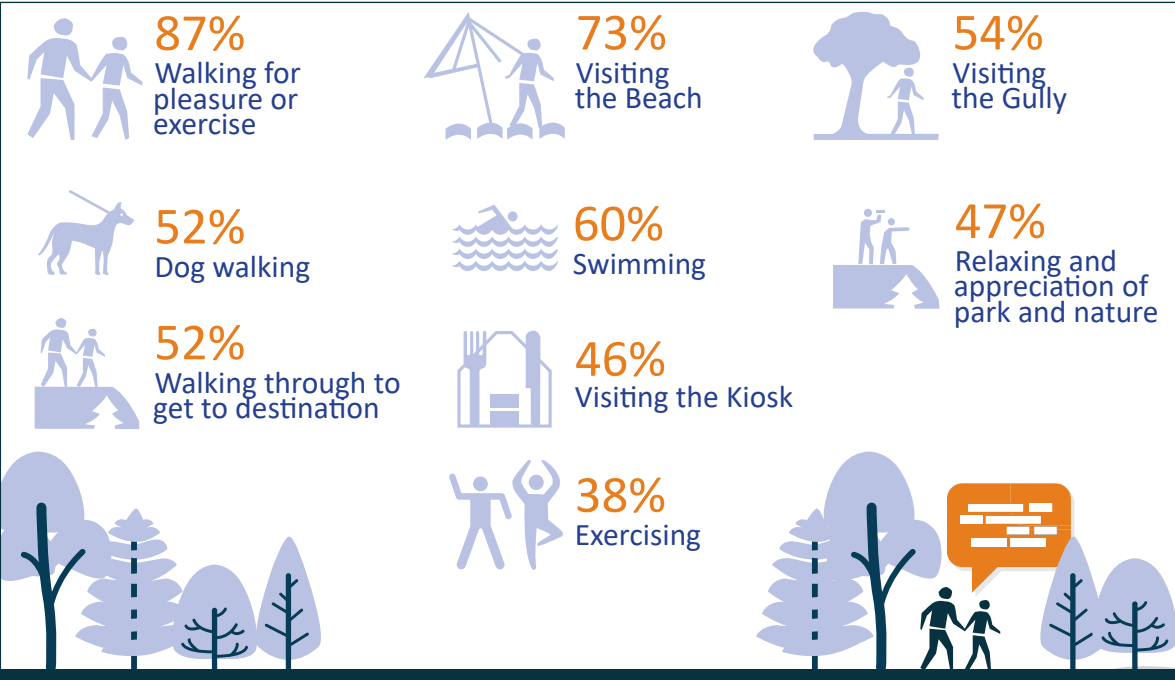 87%
Walking for
pleasure or
exercise
73%
Visiting
the Beach
54%
Visiting
the Gully
52%
Dog walking
60%
Swimming
47%
Relaxing and
appreciation of
park and nature
52%
Walking through to
get to destination
46%
Visiting the Kiosk
38%
Exercising